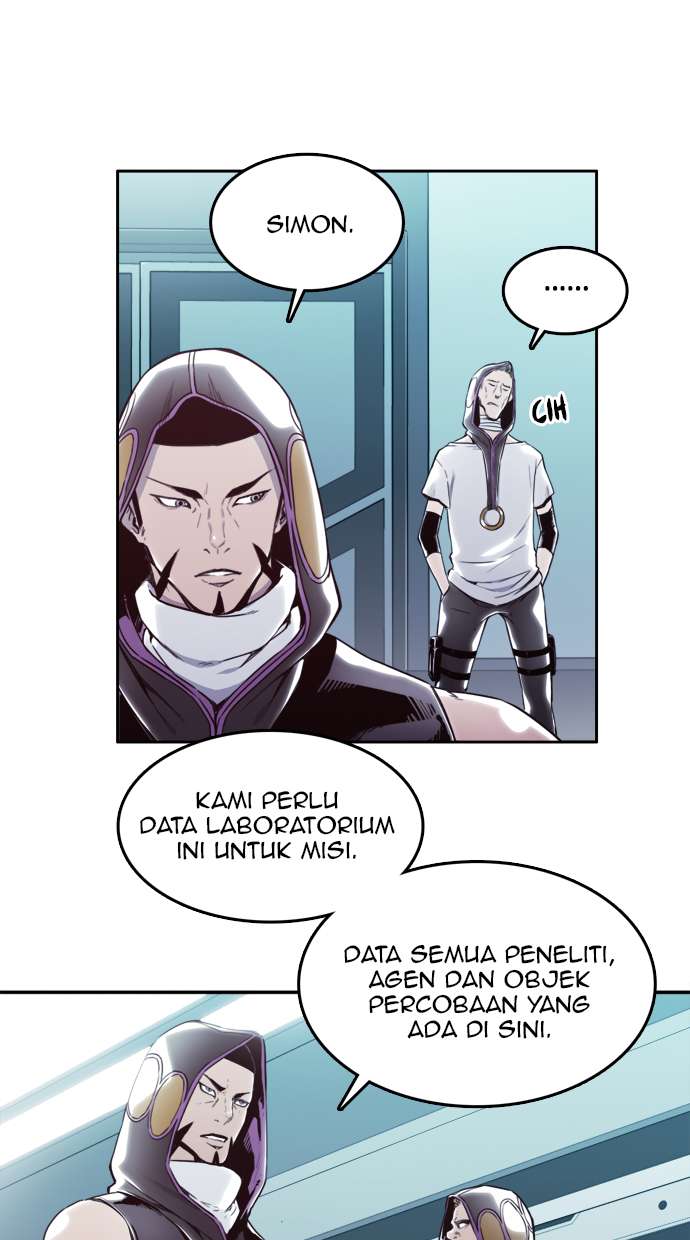 SIMON.
......
CIH
KAMI PERLU
DATA LABORATORIUM
INI UNTUK MISI.
DATA SEMUA PENELITI,
AGEN DAN OBJEK
PERCOBAAN YANG
ADA DI SINI.